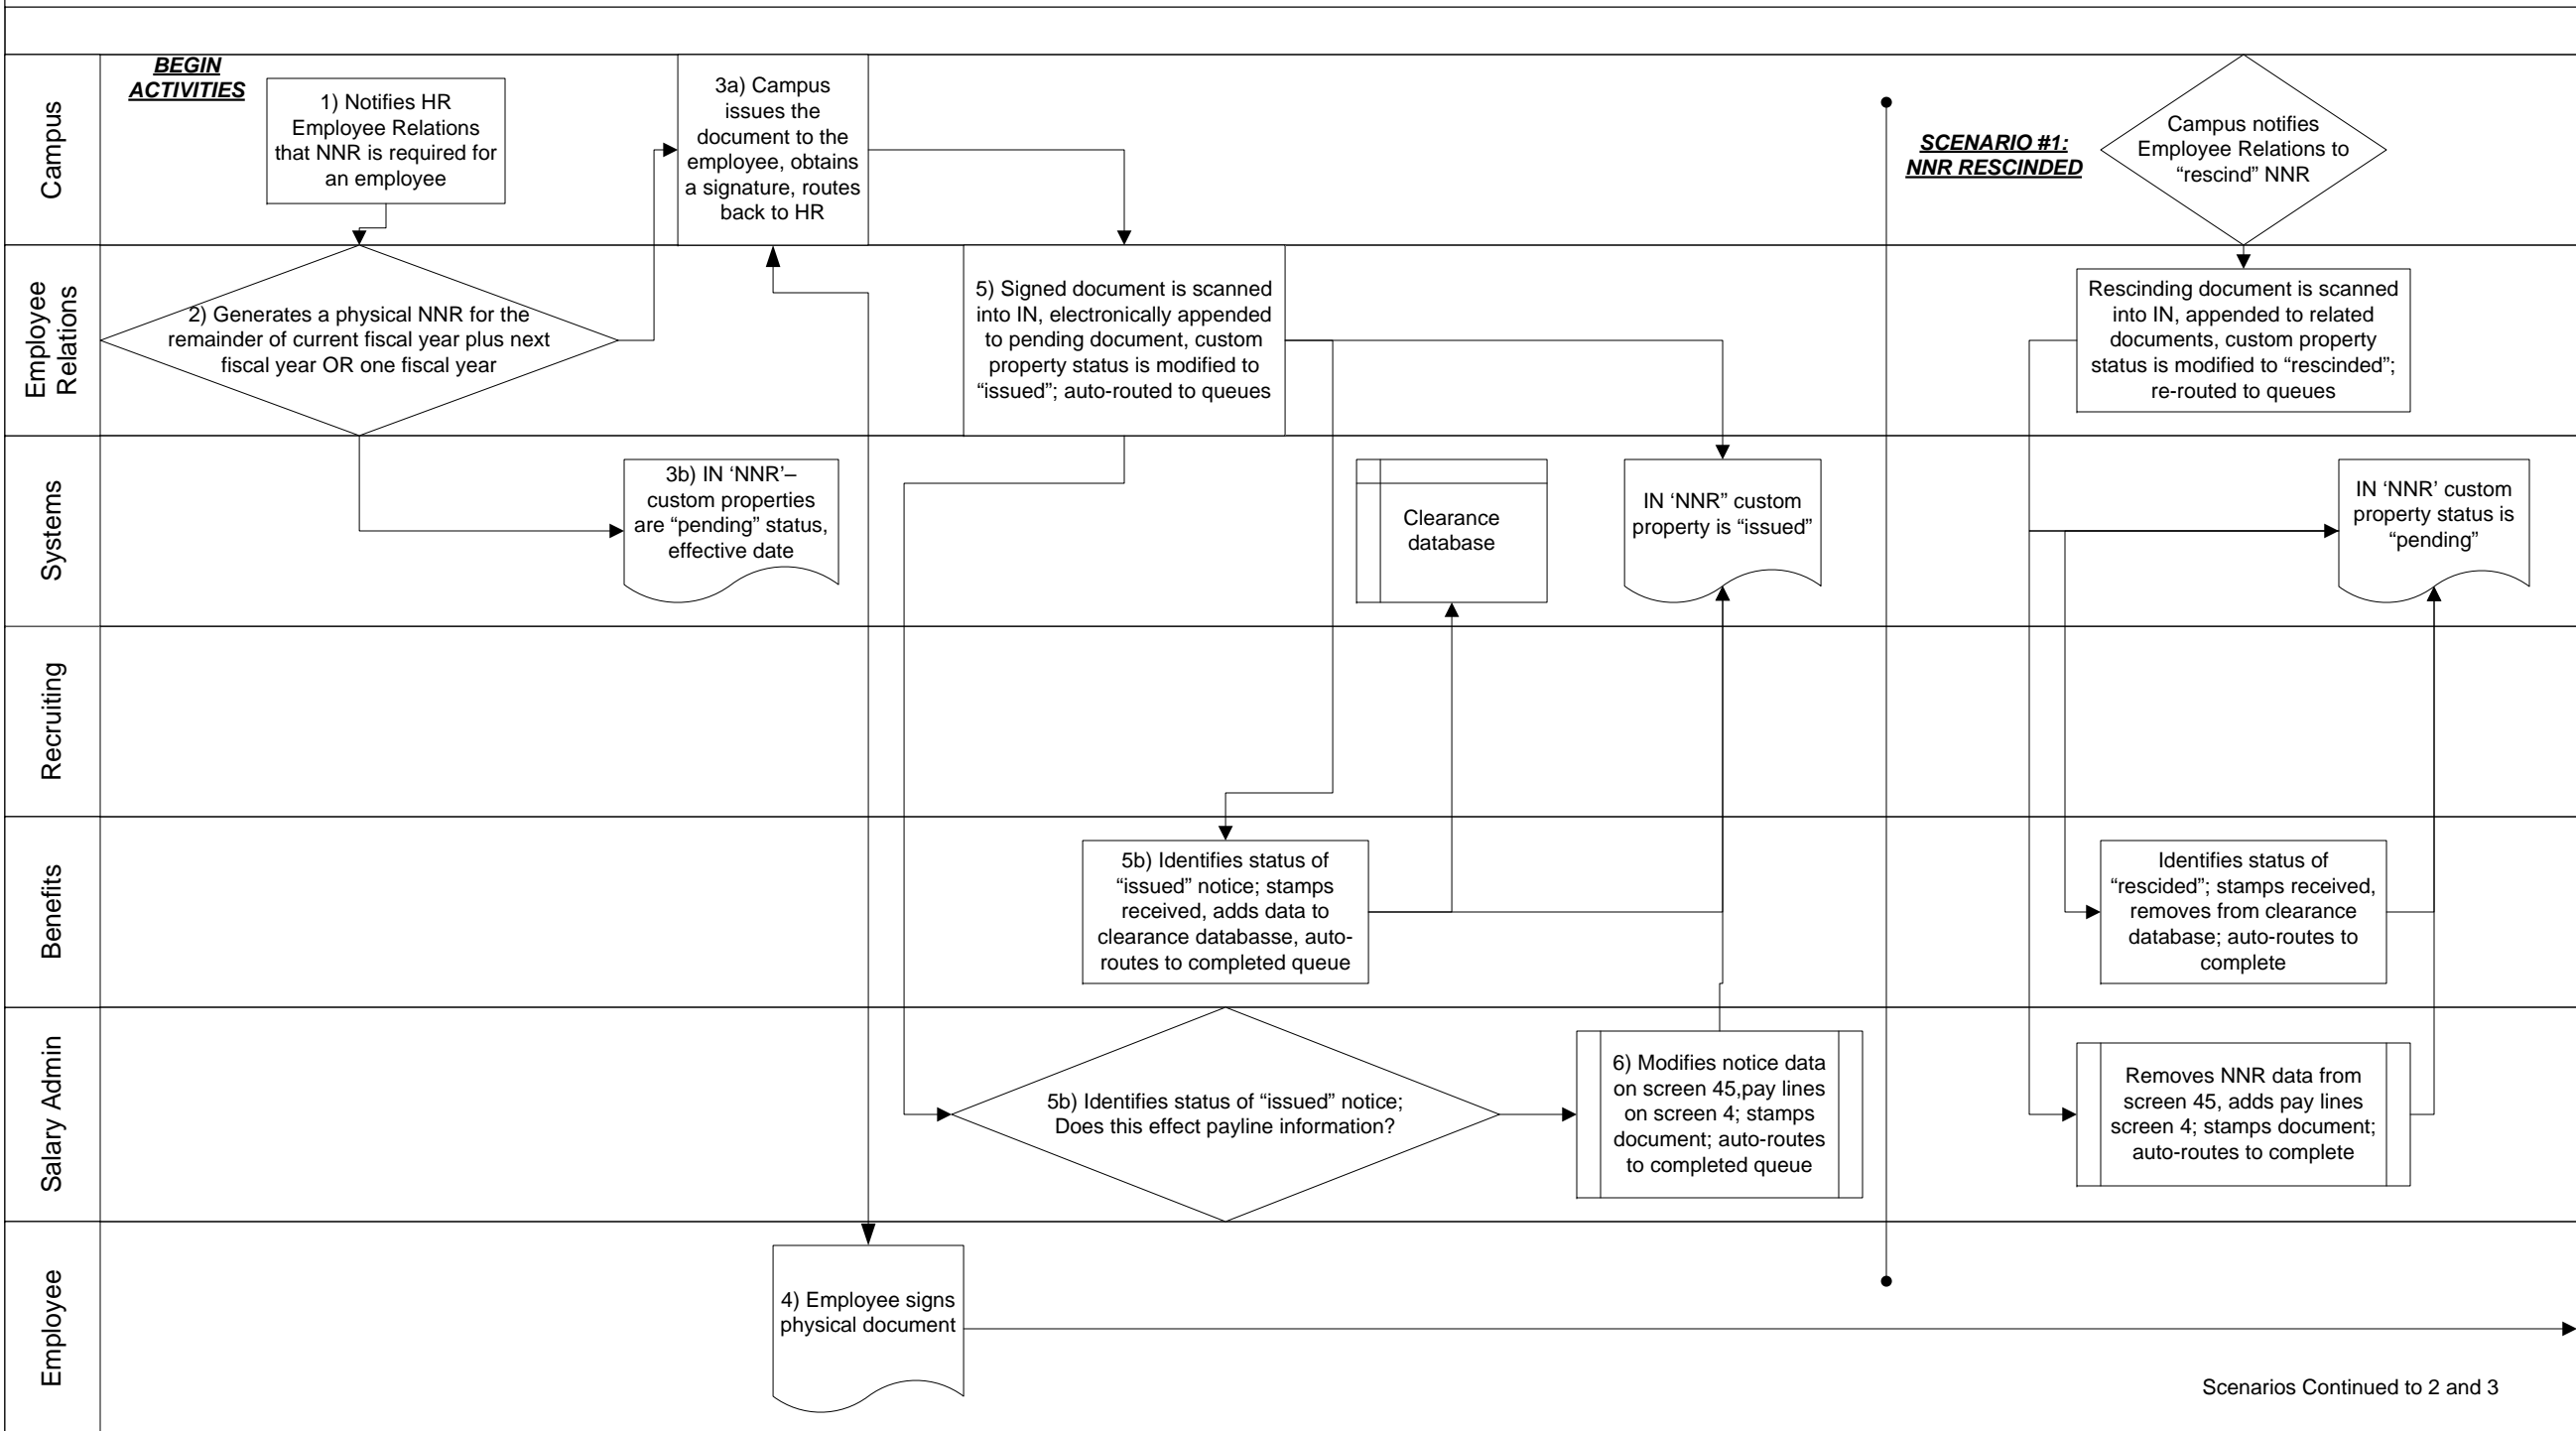 Campus
BEGIN
ACTIVITIES
1) Notifies HR
Employee Relations
that NNR is required for
an employee
3a) Campus
issues the
document to the
employee, obtains
a signature, routes
back to HR
SCENARIO #1:
NNR RESCINDED
Campus notifies
Employee Relations to
“rescind” NNR
Employee
Relations
2) Generates a physical NNR for the
remainder of current fiscal year plus next
fiscal year OR one fiscal year
5) Signed document is scanned
into IN, electronically appended
to pending document, custom
property status is modified to
“issued”; auto-routed to queues
Rescinding document is scanned
into IN, appended to related
documents, custom property
status is modified to “rescinded”;
re-routed to queues
Systems
3b) IN ‘NNR’–
custom properties
are “pending” status,
effective date
Clearance
database
IN ‘NNR” custom
property is “issued”
IN ‘NNR’ custom
property status is
“pending”
Recruiting
Benefits
5b) Identifies status of
“issued” notice; stamps
received, adds data to
clearance databasse, auto-
routes to completed queue
Identifies status of
“rescided”; stamps received,
removes from clearance
database; auto-routes to
complete
Salary Admin
5b) Identifies status of “issued” notice;
Does this effect payline information?
6) Modifies notice data
on screen 45,pay lines
on screen 4; stamps
document; auto-routes
to completed queue
Removes NNR data from
screen 45, adds pay lines
screen 4; stamps document;
auto-routes to complete
Employee
4) Employee signs
physical document
Scenarios Continued to 2 and 3